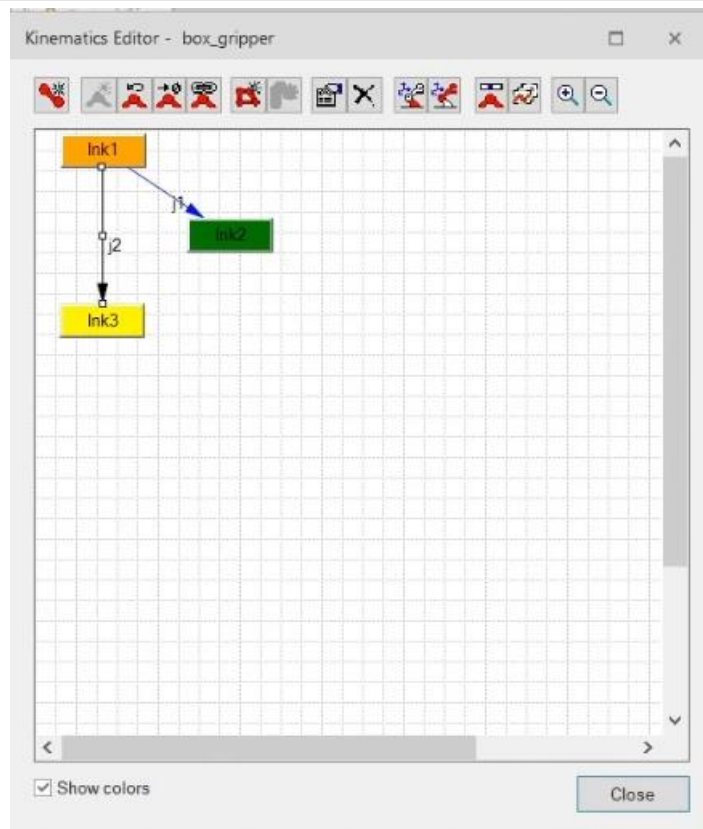 Kinematics Editor - box_gripper
lnk1
j1
lnk2
j2
lnk3
Show colors
Close